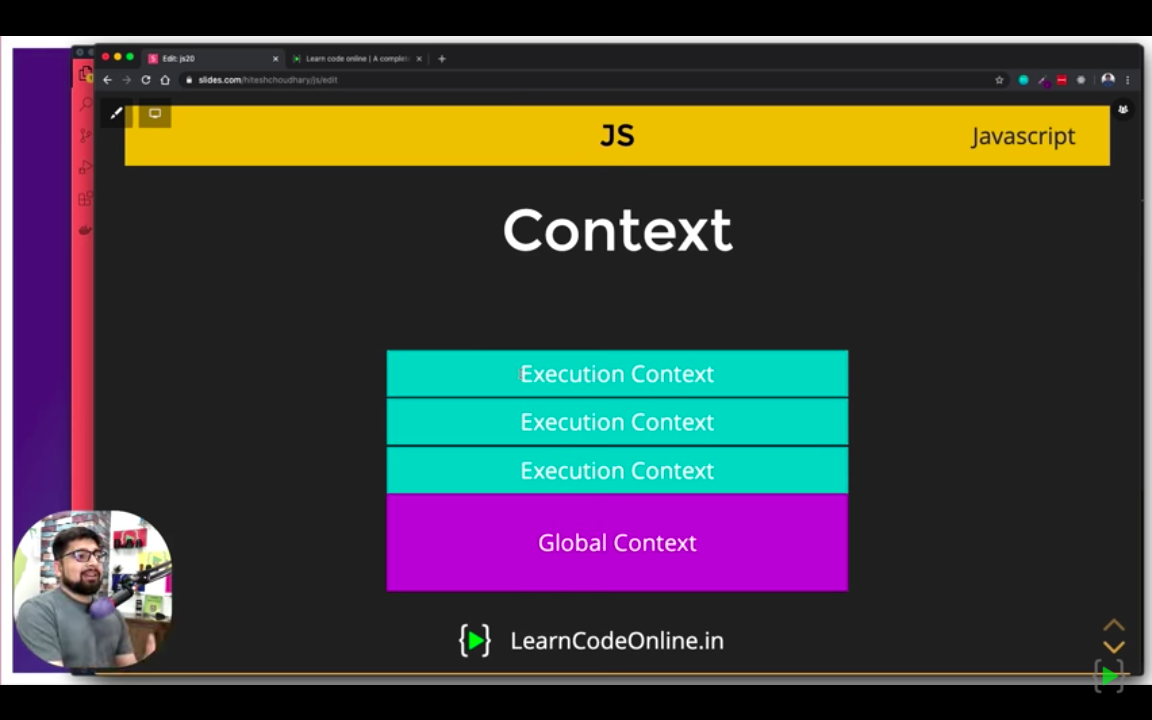 Edit: js20
Learn code online | A complet
slides.com/hiteshchoudhary/js/edit
JS
Javascript
Context
Execution Context
Execution Context
Execution Context
Global Context
LearnCodeOnline.in